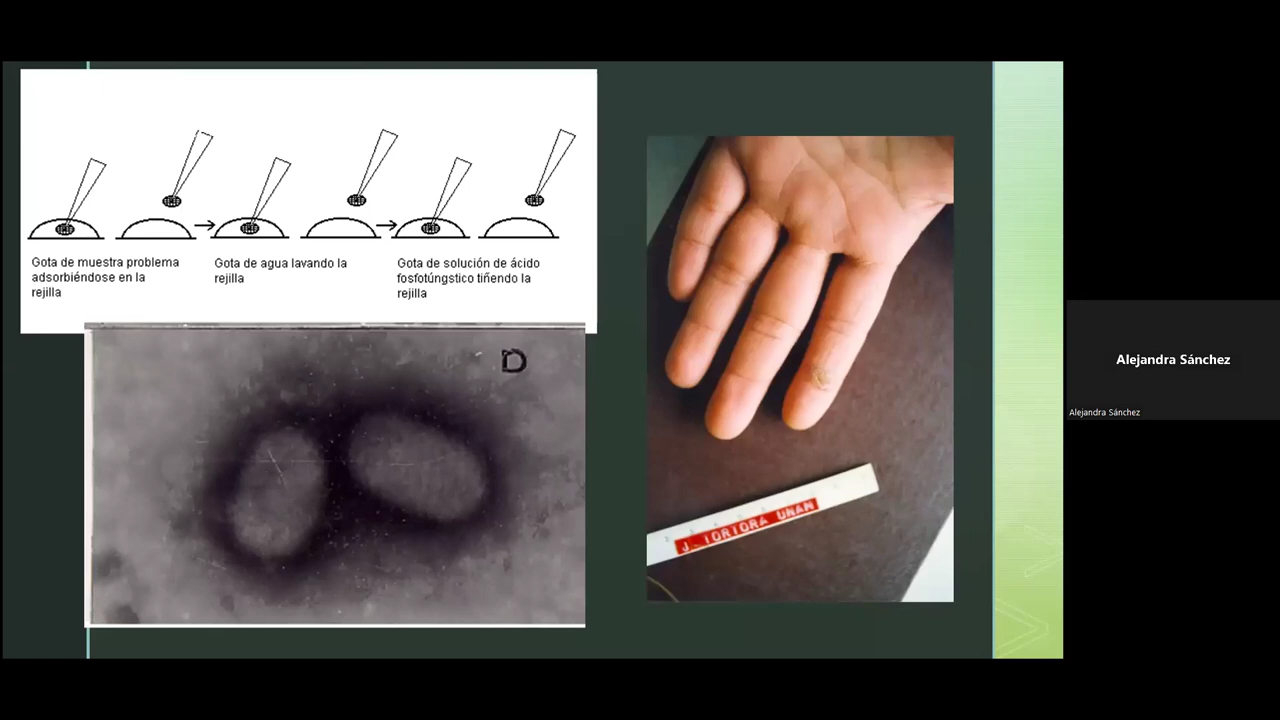 Gota de muestra problema
adsorbiéndose en la
rejilla
Gota de agua lavando la
rejilla
Gota de solución de ácido
fosfotúngstico tiñendo la
rejilla
D
J. TORTORA UNAM
Alejandra Sánchez
Alejandra Sánchez